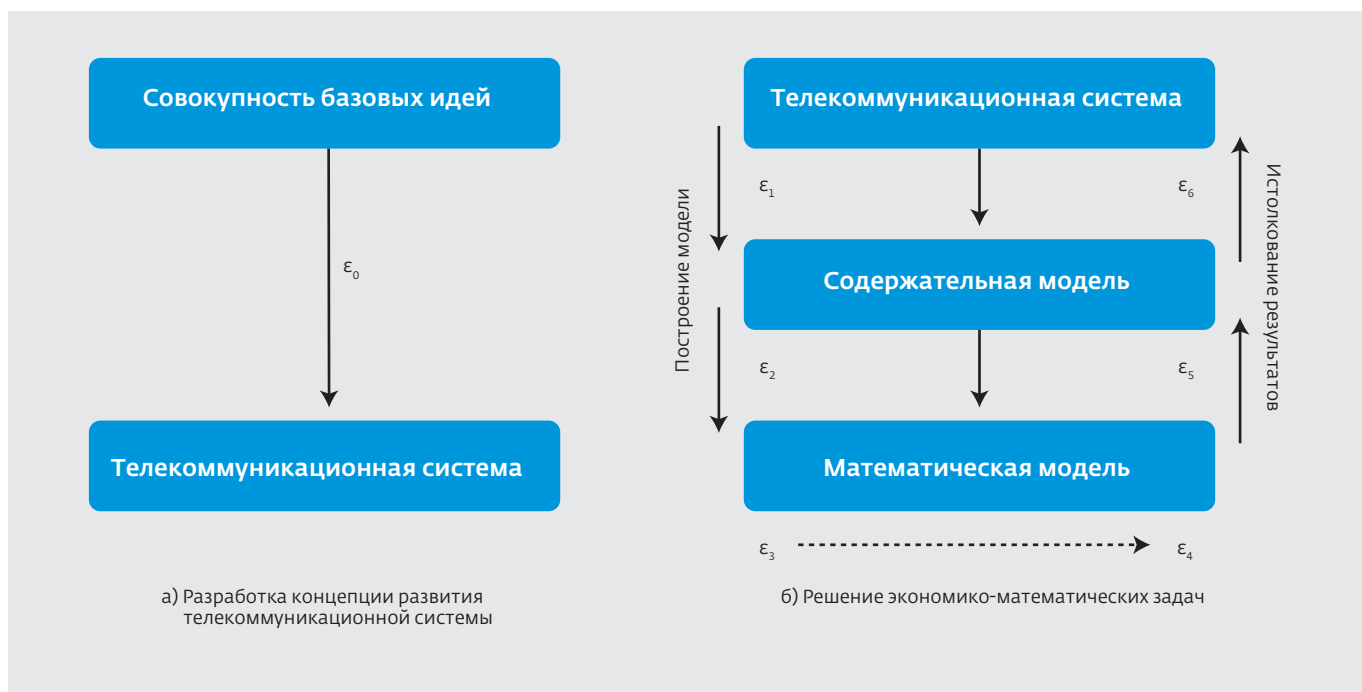 Совокупность базовых идей
ε₀
Телекоммуникационная система
а) Разработка концепции развития
телекоммуникационной системы
Телекоммуникационная система
Построение модели
ε₁
ε₆
Истолкование результатов
Содержательная модель
ε₂
ε₅
Математическая модель
ε₃
ε₄
б) Решение экономико-математических задач